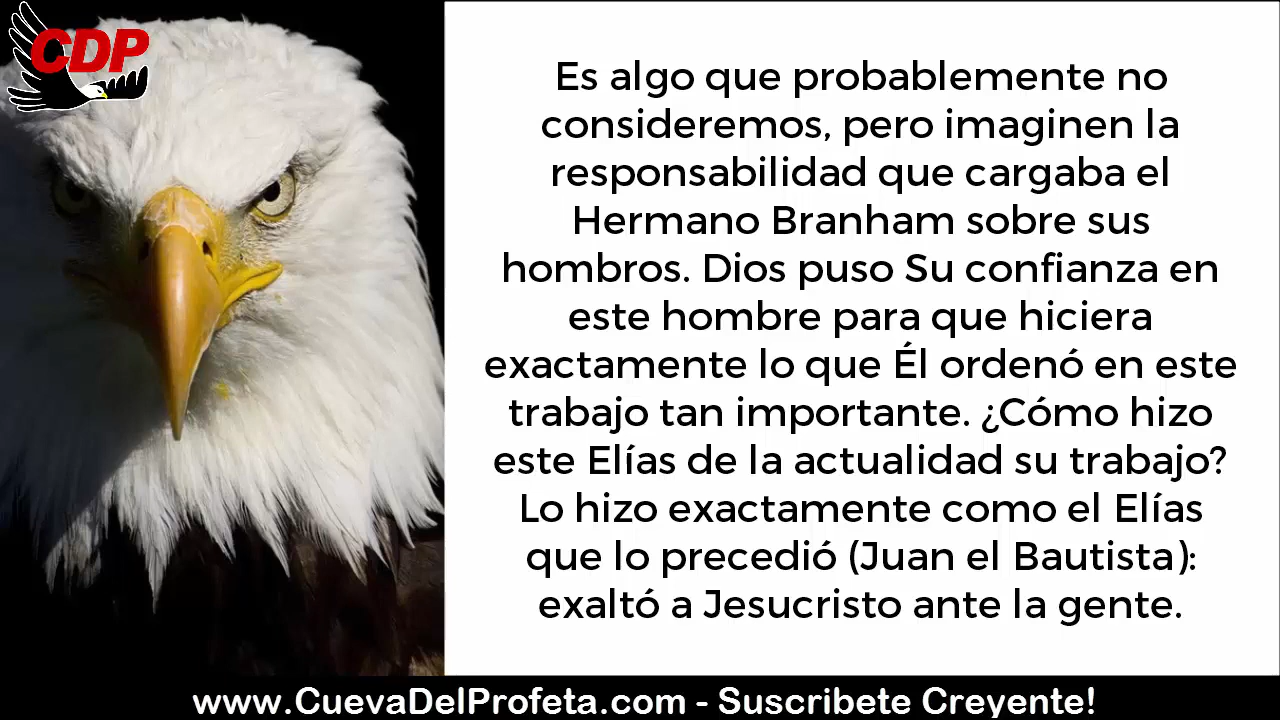 CDP
Es algo que probablemente no
consideremos, pero imaginen la
responsabilidad que cargaba el
Hermano Branham sobre sus
hombros. Dios puso Su confianza en
este hombre para que hiciera
exactamente lo que Él ordenó en este
trabajo tan importante. ¿Cómo hizo
este Elías de la actualidad su trabajo?
Lo hizo exactamente como el Elías
que lo precedió (Juan el Bautista):
exaltó a Jesucristo ante la gente.
www.CuevaDelProfeta.com - Suscribete Creyente!